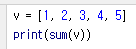 v = [1, 2, 3, 4, 5]
print(sum(v))